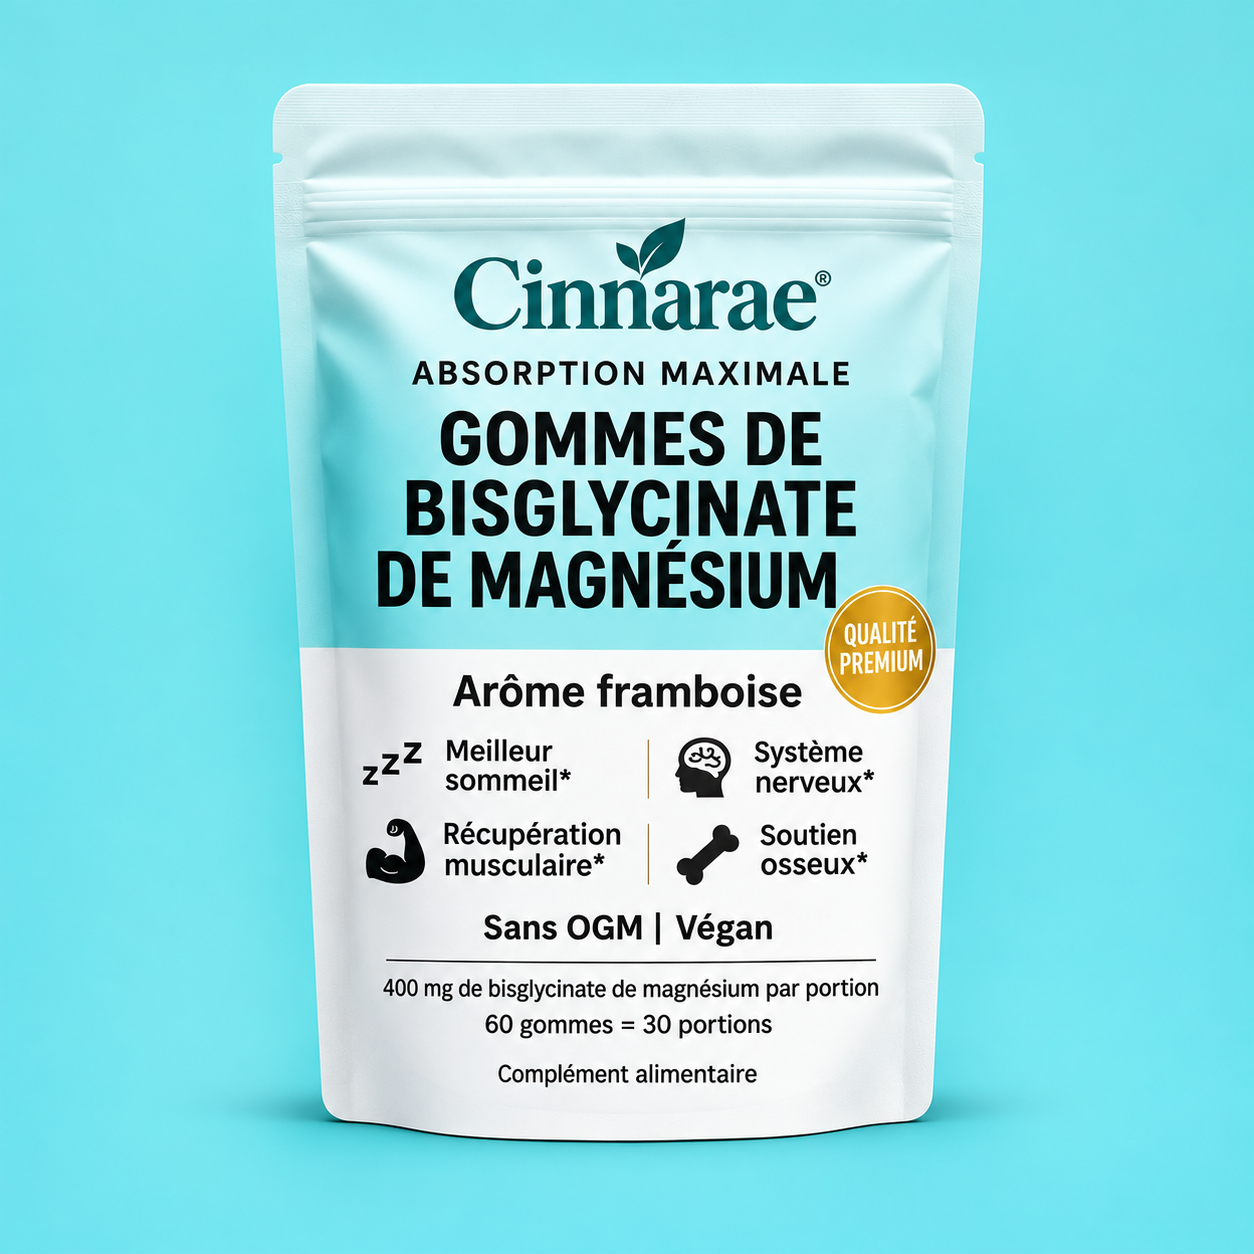 Cinnarae®
ABSORPTION MAXIMALE
GOMMES DE
BISGLYCINATE
DE MAGNÉSIUM
QUALITÉ
PREMIUM
Arôme framboise
zzz
Meilleur
sommeil*
Système
nerveux*
Récupération
musculaire*
Soutien
osseux*
Sans OGM | Végan
400 mg de bisglycinate de magnésium par portion
60 gommes = 30 portions
Complément alimentaire